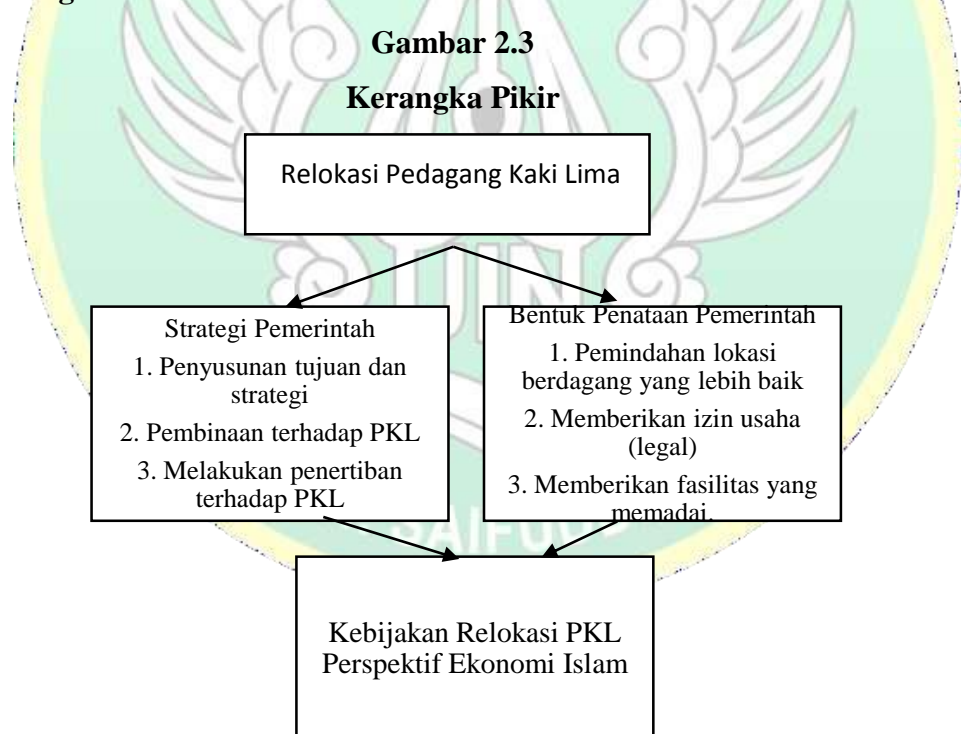 Gambar 2.3
Kerangka Pikir
Relokasi Pedagang Kaki Lima
Strategi Pemerintah
1. Penyusunan tujuan dan
strategi
2. Pembinaan terhadap PKL
3. Melakukan penertiban
terhadap PKL
Bentuk Penataan Pemerintah
1. Pemindahan lokasi
berdagang yang lebih baik
2. Memberikan izin usaha
(legal)
3. Memberikan fasilitas yang
memadai.
UIN
Kebijakan Relokasi PKL
Perspektif Ekonomi Islam